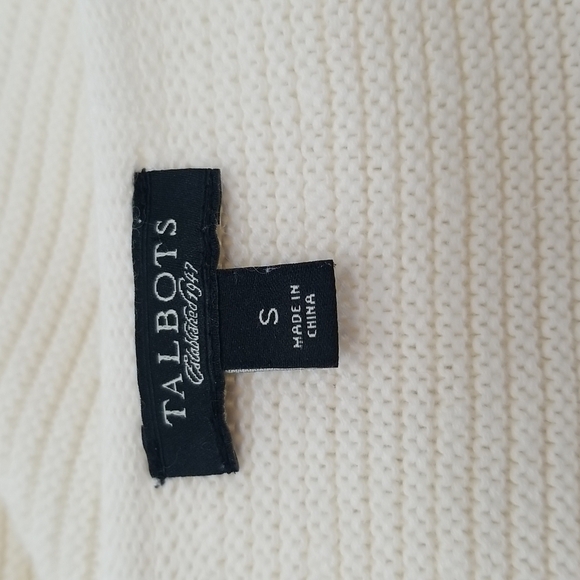 TALBOTS
Established 1947
S
MADE IN
CHINA